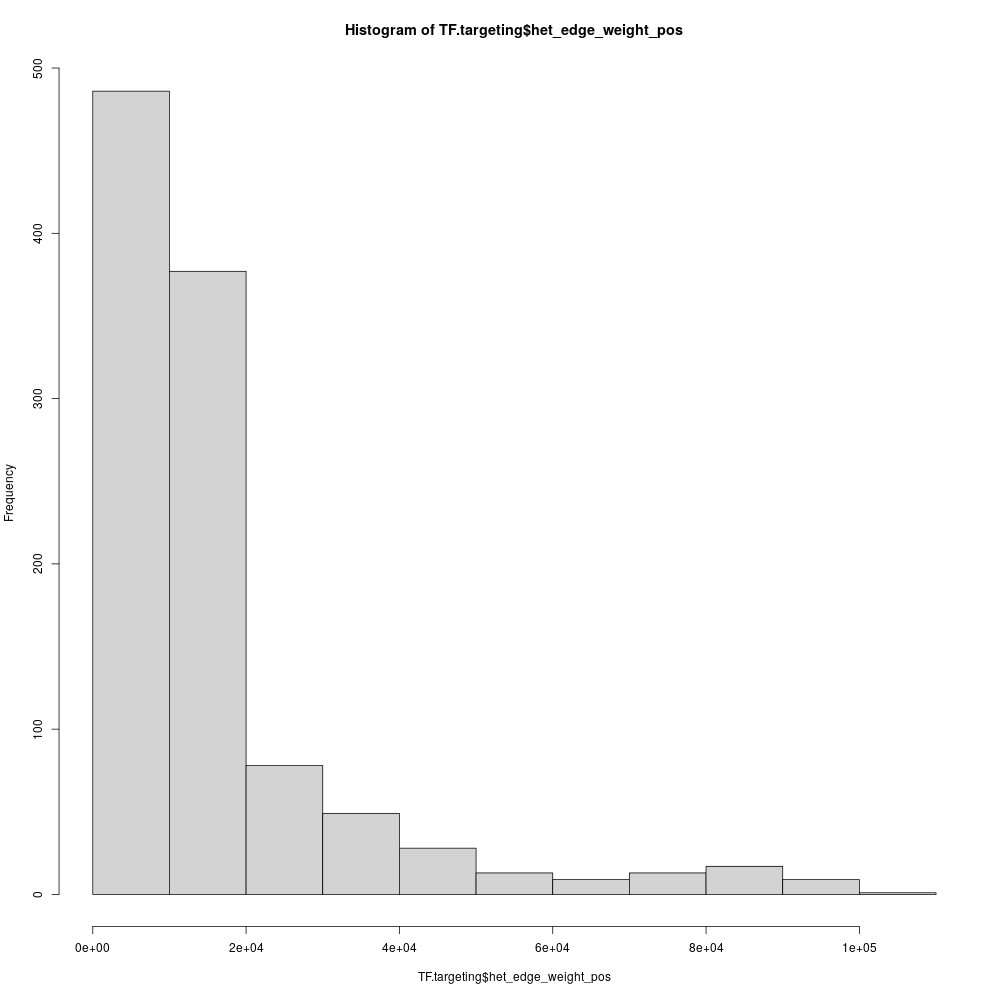 Histogram of TF.targeting$het_edge_weight_pos
500
400
300
200
100
0
Frequency
0e+00 2e+04 4e+04 6e+04 8e+04 1e+05
TF.targeting$het_edge_weight_pos